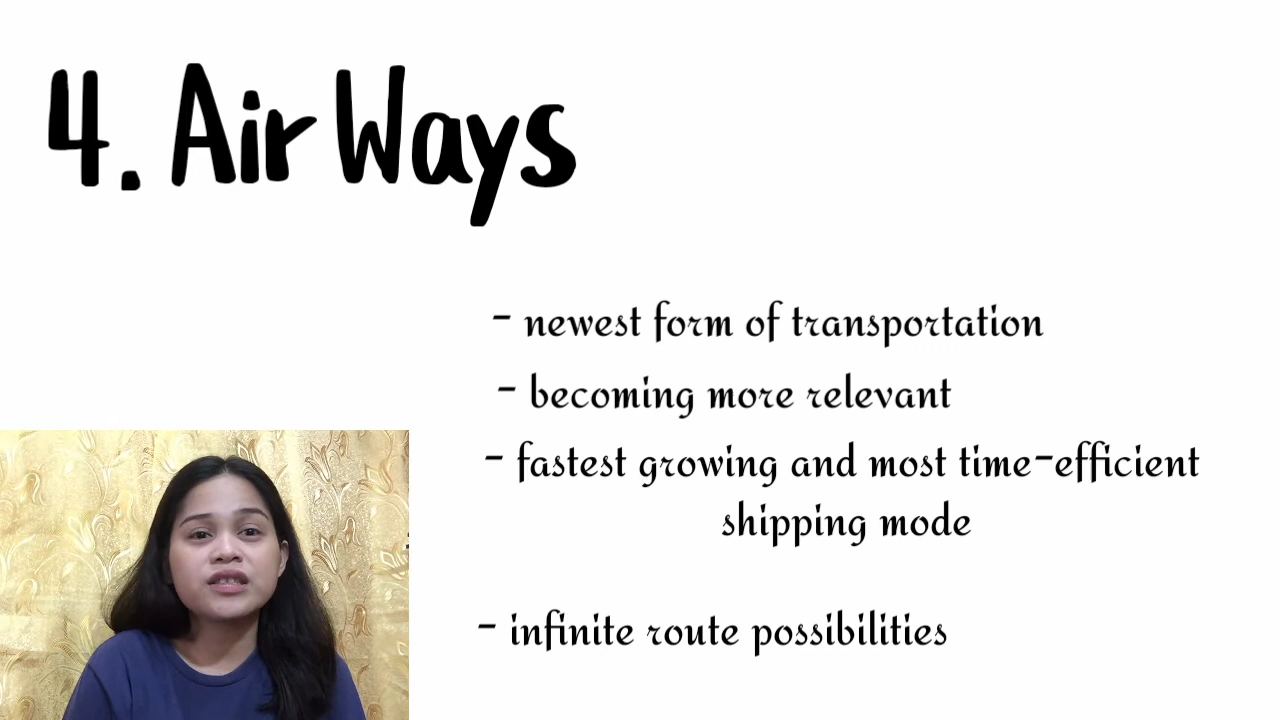 4. Air Ways
- newest form of transportation
- becoming more relevant
- fastest growing and most time-efficient
shipping mode
- infinite route possibilities